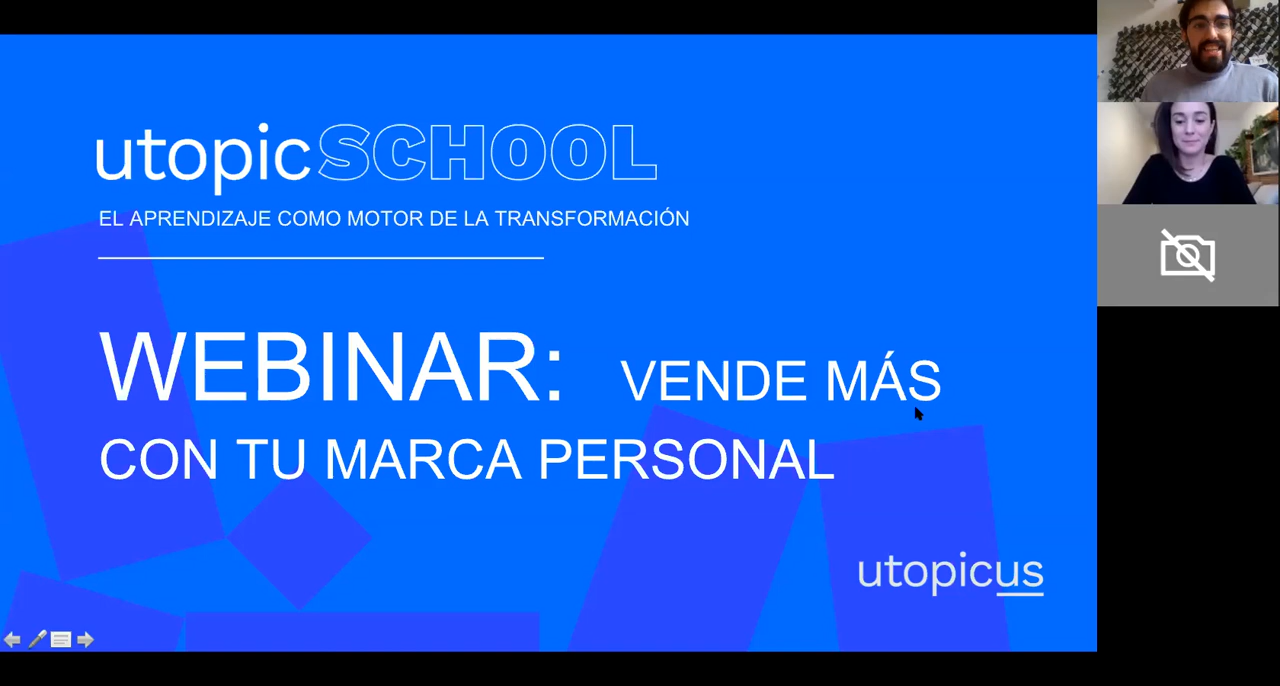 utopicSCHOOL
EL APRENDIZAJE COMO MOTOR DE LA TRANSFORMACIÓN
WEBINAR: VENDE MÁS
CON TU MARCA PERSONAL
utopicus